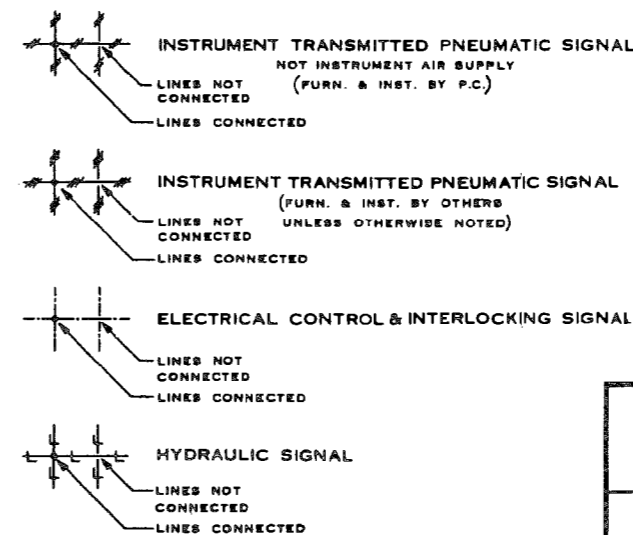 INSTRUMENT TRANSMITTED PNEUMATIC SIGNAL
NOT INSTRUMENT AIR SUPPLY
(FURN. & INST. BY P.C.)
LINES NOT
CONNECTED
LINES CONNECTED
INSTRUMENT TRANSMITTED PNEUMATIC SIGNAL
(FURN. & INST. BY OTHERS
UNLESS OTHERWISE NOTED)
LINES NOT
CONNECTED
LINES CONNECTED
ELECTRICAL CONTROL & INTERLOCKING SIGNAL
LINES NOT
CONNECTED
LINES CONNECTED
HYDRAULIC SIGNAL
LINES NOT
CONNECTED
LINES CONNECTED